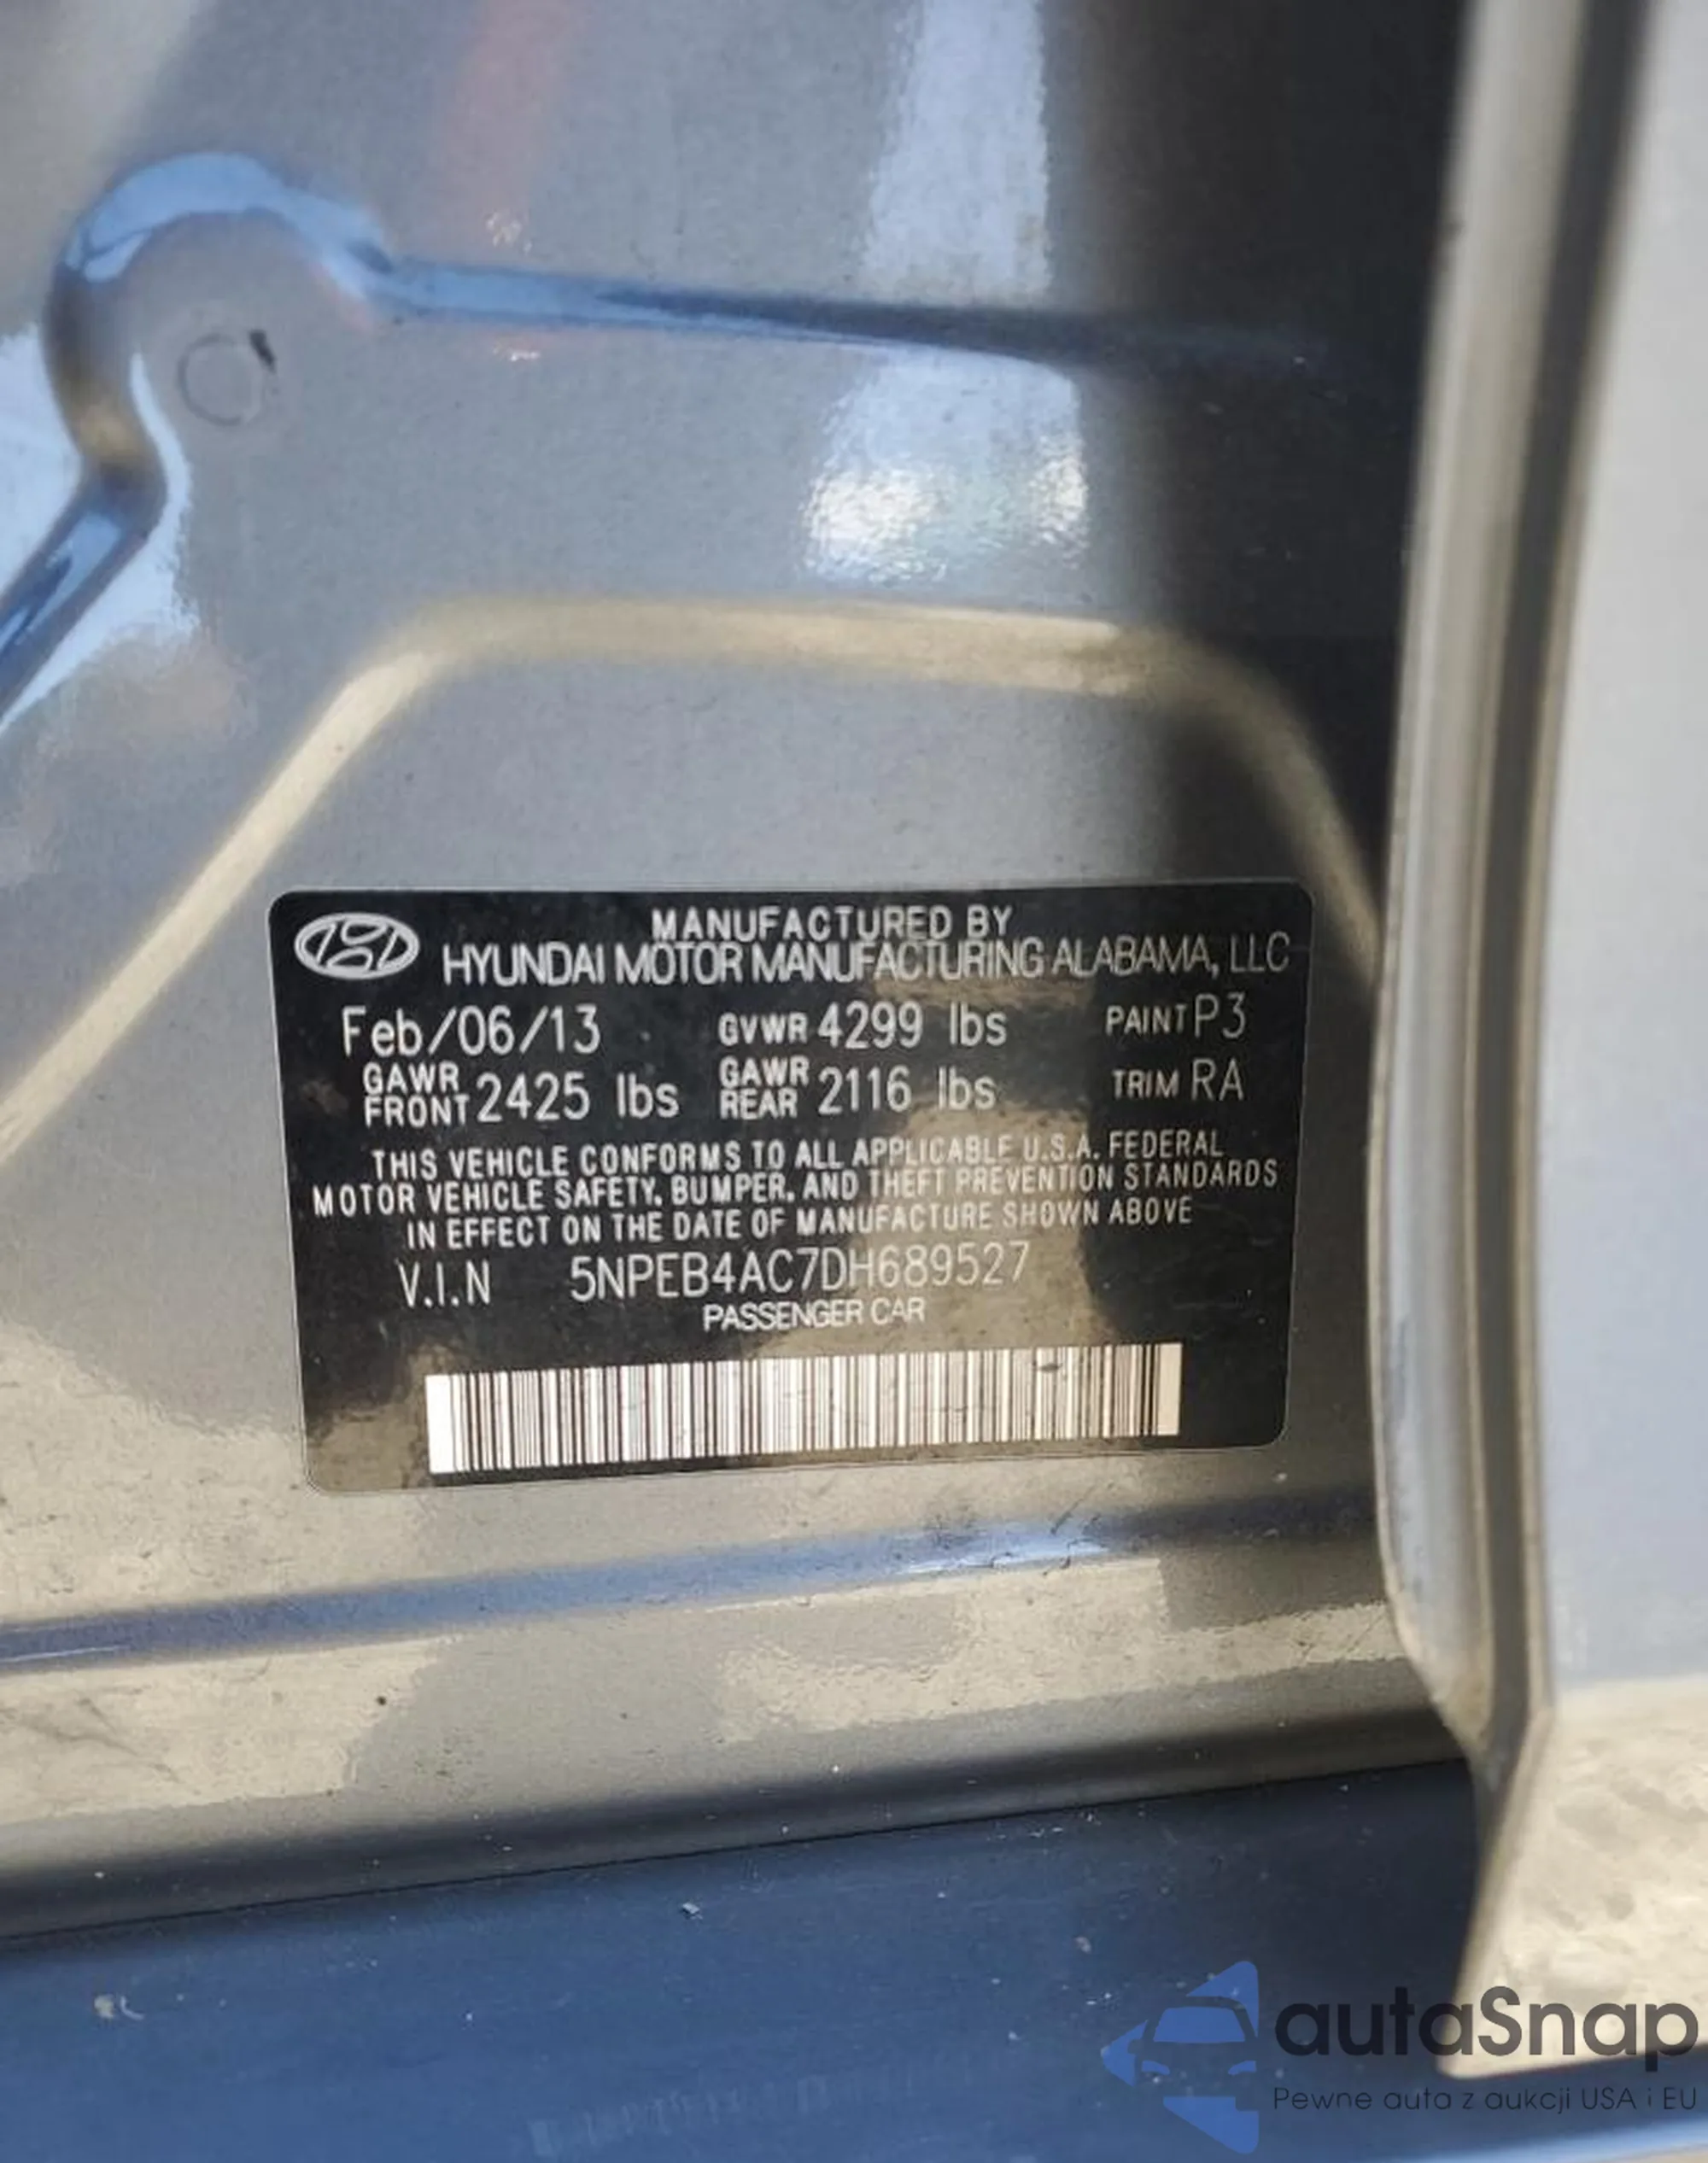 MANUFACTURED BY
HYUNDAI MOTOR MANUFACTURING ALABAMA, LLC
Feb/06/13 GVWR 4299 lbs PAINT P3
GAWR FRONT 2425 lbs GAWR REAR 2116 lbs TRIM RA
THIS VEHICLE CONFORMS TO ALL APPLICABLE U.S.A. FEDERAL
MOTOR VEHICLE SAFETY, BUMPER, AND THEFT PREVENTION STANDARDS
IN EFFECT ON THE DATE OF MANUFACTURE SHOWN ABOVE
V.I.N 5NPEB4AC7DH689527
PASSENGER CAR
autaSnap
Pewne auta z aukcji USA i EU